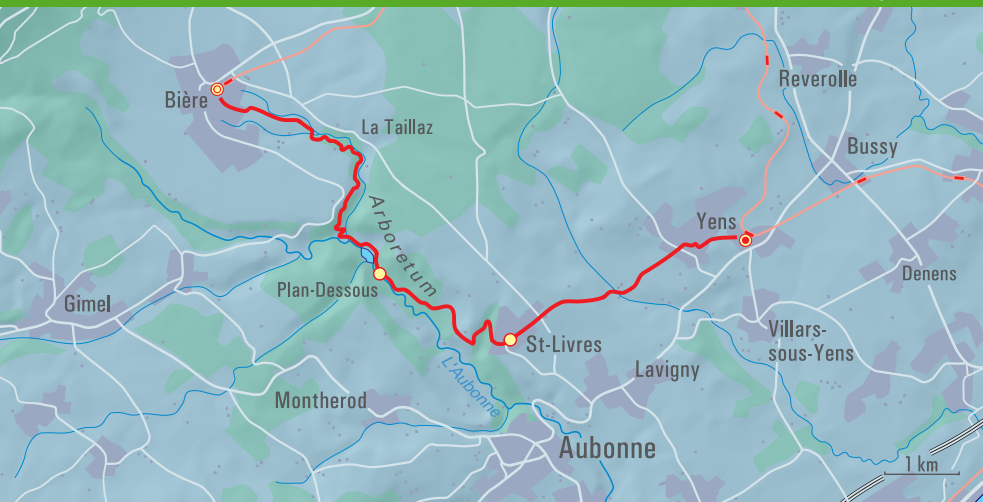 Reverolle
Bière
La Taillaz
Bussy
Arboretum
Yens
Denens
Plan-Dessous
Gimel
Villars-
sous-Yens
St-Livres
Lavigny
L'Aubonne
Montherod
Aubonne
1 km